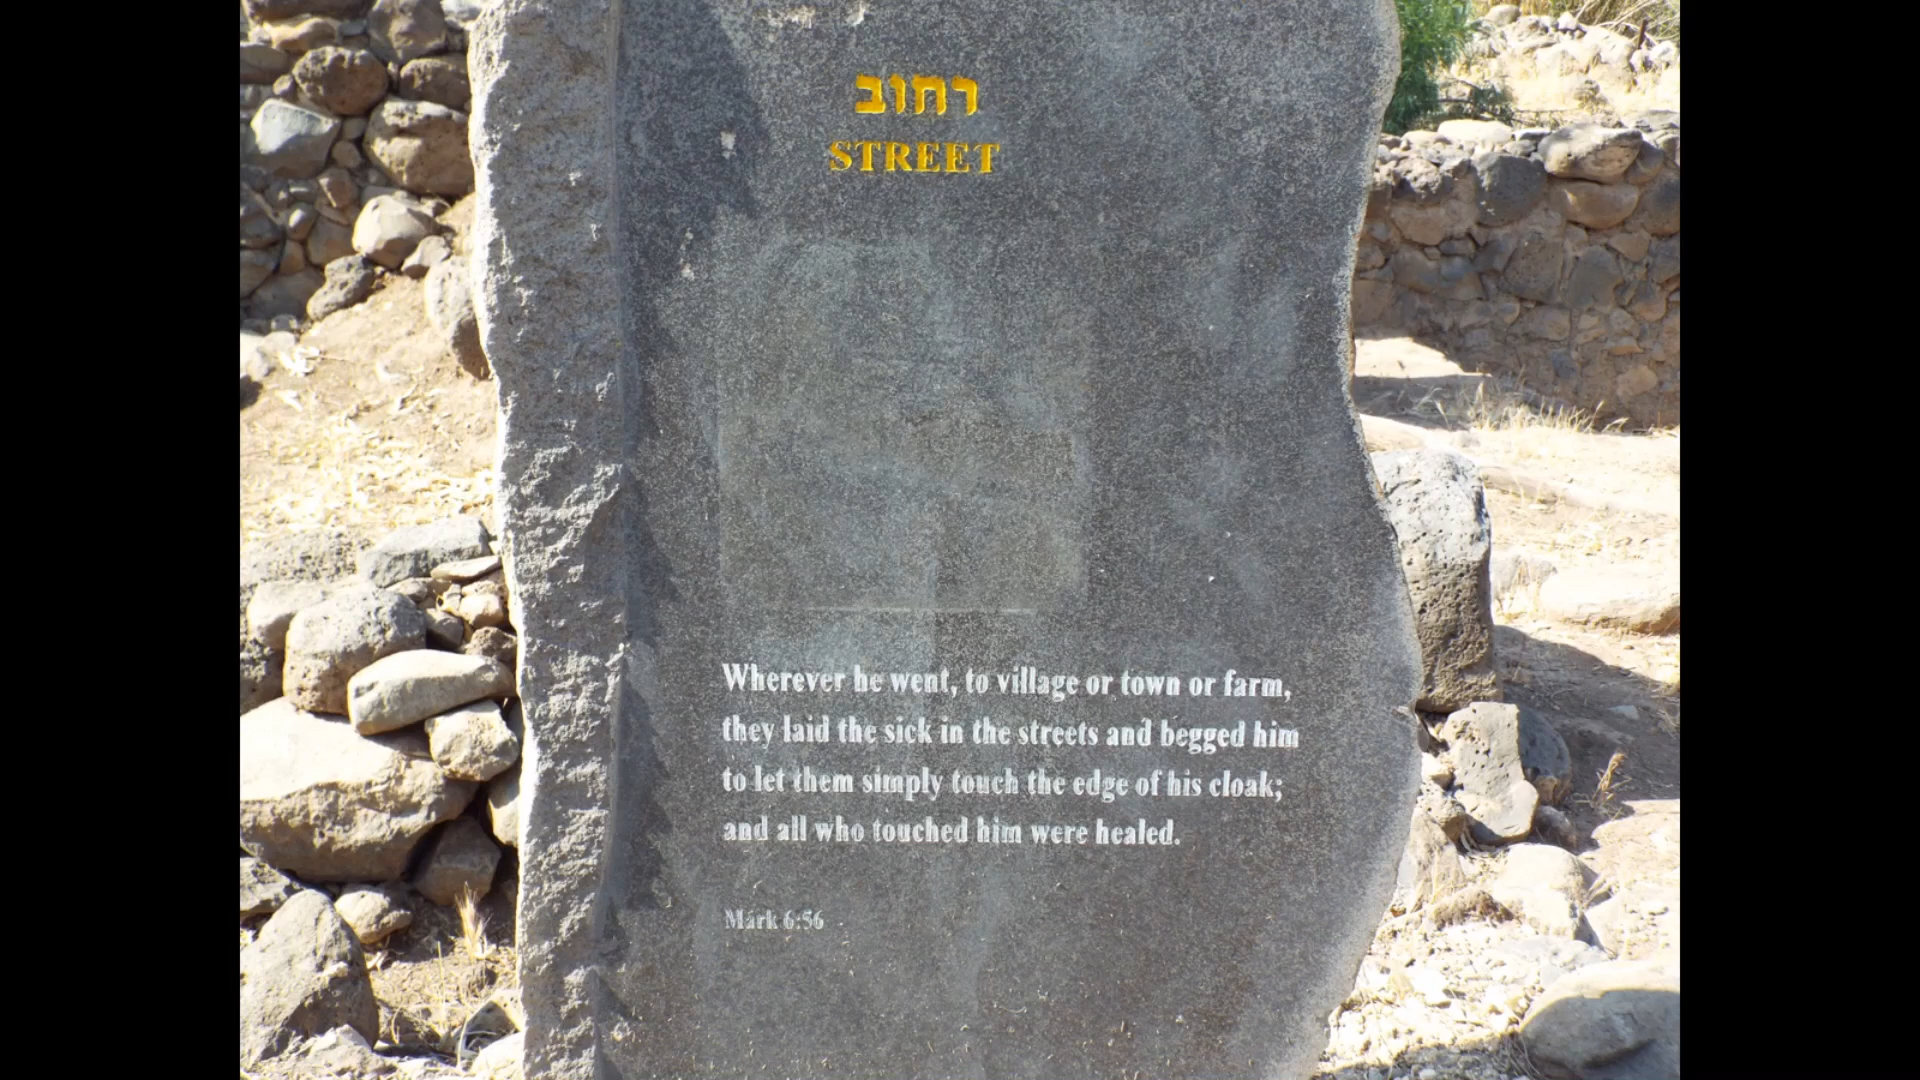 רחוב
STREET
Wherever he went, to village or town or farm,
they laid the sick in the streets and begged him
to let them simply touch the edge of his cloak;
and all who touched him were healed.
Mark 6:56